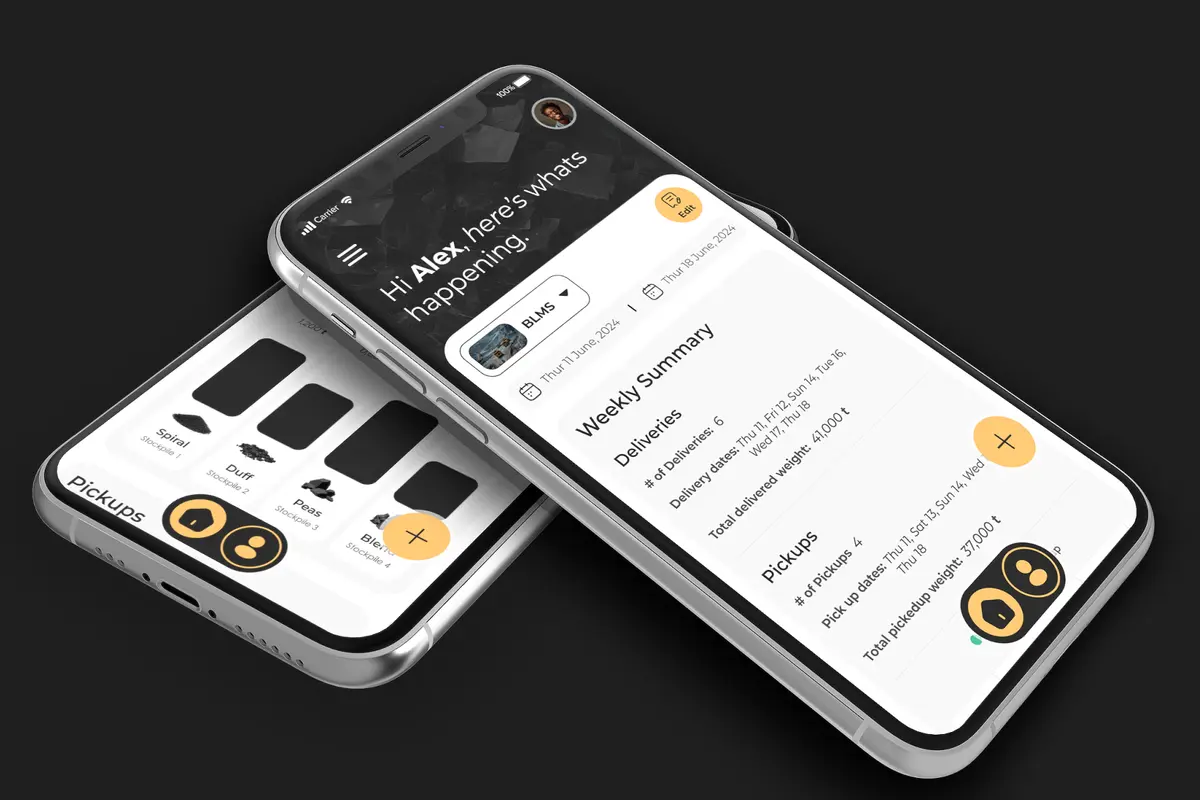 100%
Carrier
Hi Alex, here's whats
happening.
Edit
BLMS
Thur 11 June, 2024 | Thur 18 June, 2024
Weekly Summary
Deliveries
# of Deliveries: 6
Delivery dates: Thu 11, Fri 12, Sun 14, Tue 16,
Wed 17, Thu 18
Total delivered weight: 41,000 t
Pickups
# of Pickups 4
Pick up dates: Thu 11, Sat 13, Sun 14, Wed
Thu 18
Total pickedup weight: 37,000 t
P
1200 t
Spiral
Stockpile 1
Duff
Stockpile 2
Peas
Stockpile 3
Stockpile 4
Pickups